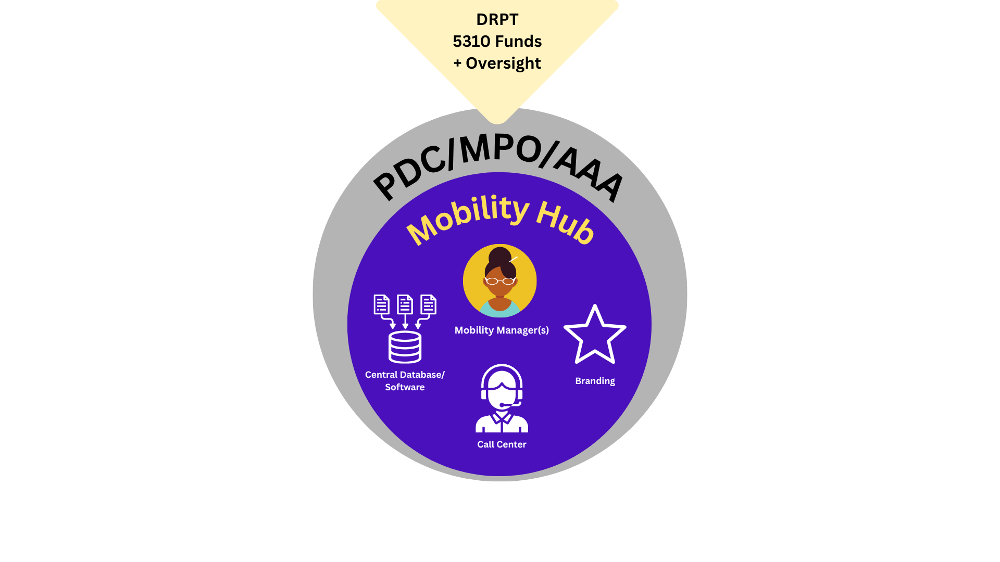 DRPT
5310 Funds
+ Oversight
PDC/MPO/AAA
Mobility Hub
Mobility Manager(s)
Central Database/
Software
Branding
Call Center